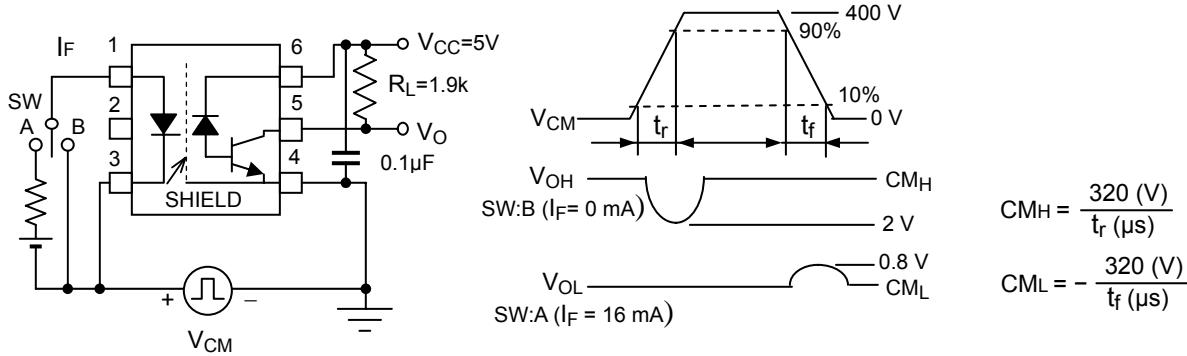 IF
1
6
VCC=5V
RL=1.9k
SW
A
B
2
5
VO
3
4
0.1μF
SHIELD
+
−
VCM
400 V
90%
10%
VCM
tr
tf
0 V
VOH
CMH
SW:B (IF= 0 mA)
2 V
VOL
0.8 V
CML
SW:A (IF = 16 mA)
CMH = 320 (V) / tr (μs)
CML = − 320 (V) / tf (μs)